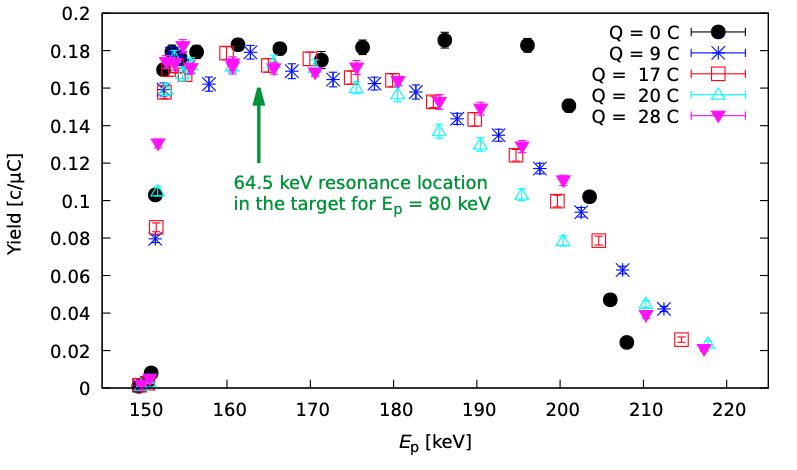 0.2
0.18
0.16
0.14
0.12
0.1
0.08
0.06
0.04
0.02
0
Yield [c/μC]
Q = 0 C
Q = 9 C
Q = 17 C
Q = 20 C
Q = 28 C
64.5 keV resonance location
in the target for Ep = 80 keV
150 160 170 180 190 200 210 220
Ep [keV]